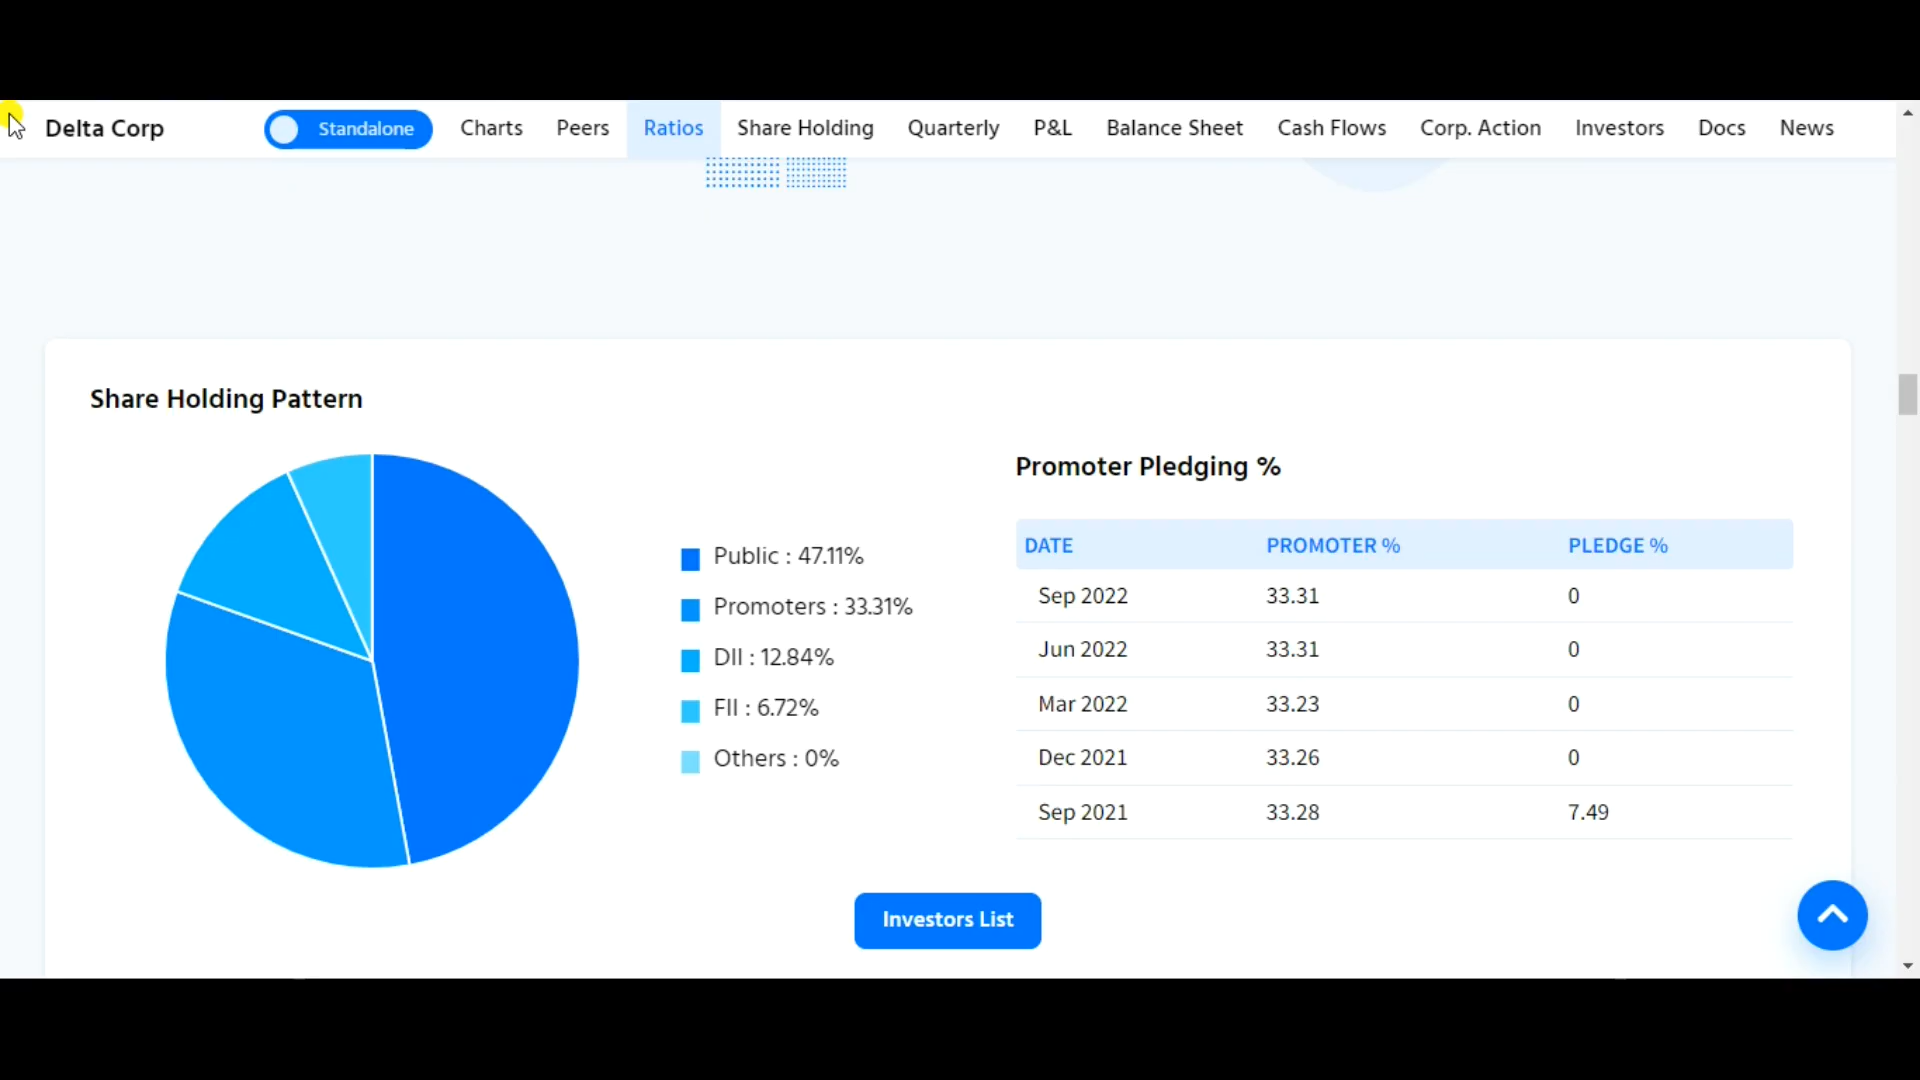 Delta Corp Standalone Charts Peers Ratios Share Holding Quarterly P&L Balance Sheet Cash Flows Corp. Action Investors Docs News
Share Holding Pattern
Public : 47.11%
Promoters : 33.31%
DII : 12.84%
FII : 6.72%
Others : 0%
Promoter Pledging %
DATE PROMOTER % PLEDGE %
Sep 2022 33.31 0
Jun 2022 33.31 0
Mar 2022 33.23 0
Dec 2021 33.26 0
Sep 2021 33.28 7.49
Investors List